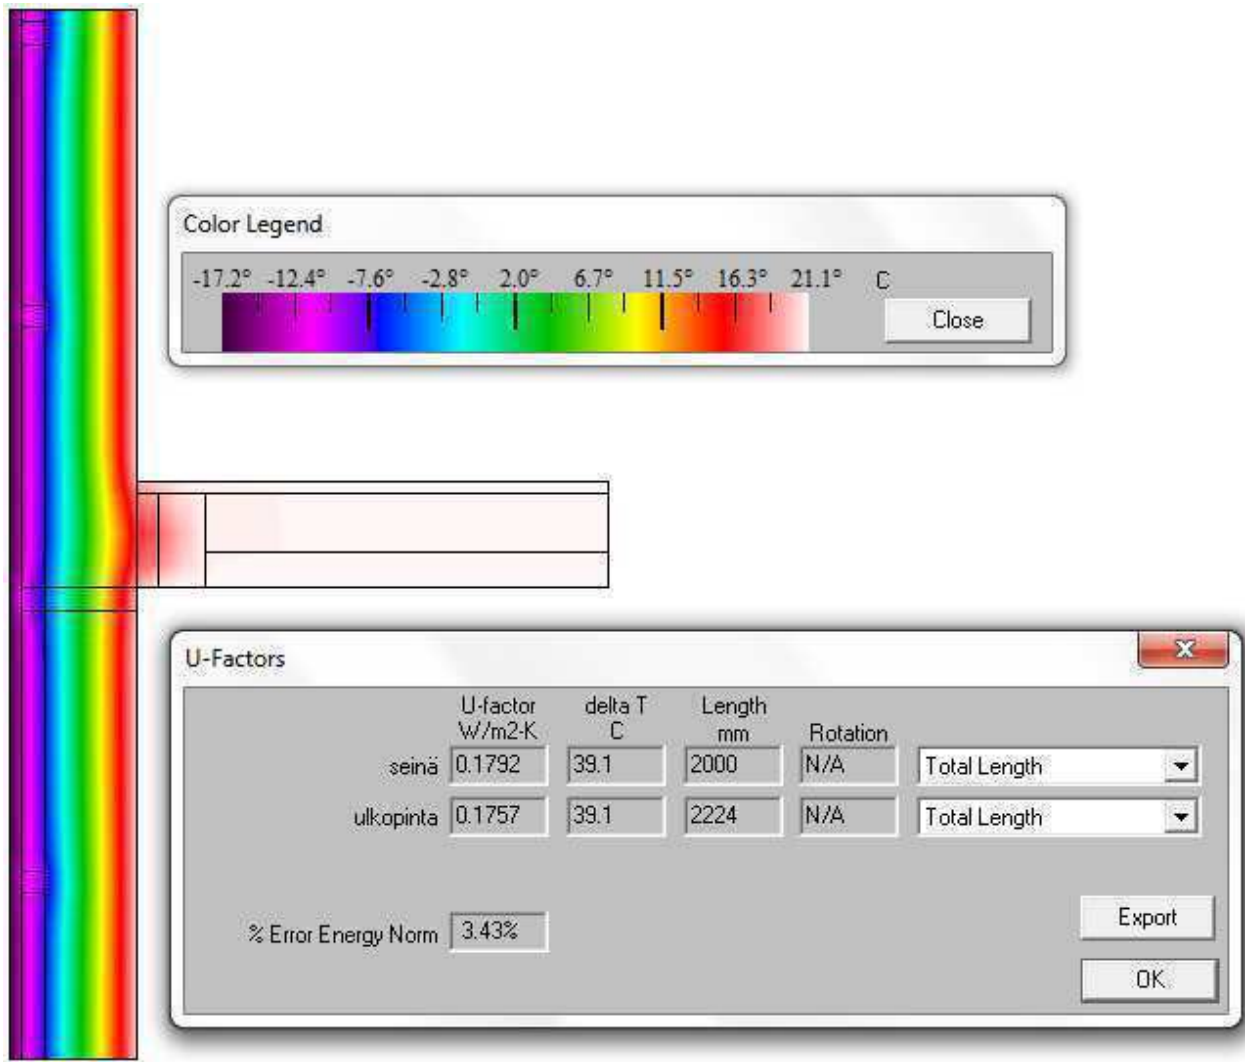 Color Legend
-17.2° -12.4° -7.6° -2.8° 2.0° 6.7° 11.5° 16.3° 21.1° C
Close
U-Factors
U-factor delta T Length
W/m2-K C mm Rotation
seinä 0.1792 39.1 2000 N/A Total Length
ulkopinta 0.1757 39.1 2224 N/A Total Length
% Error Energy Norm 3.43%
Export
OK